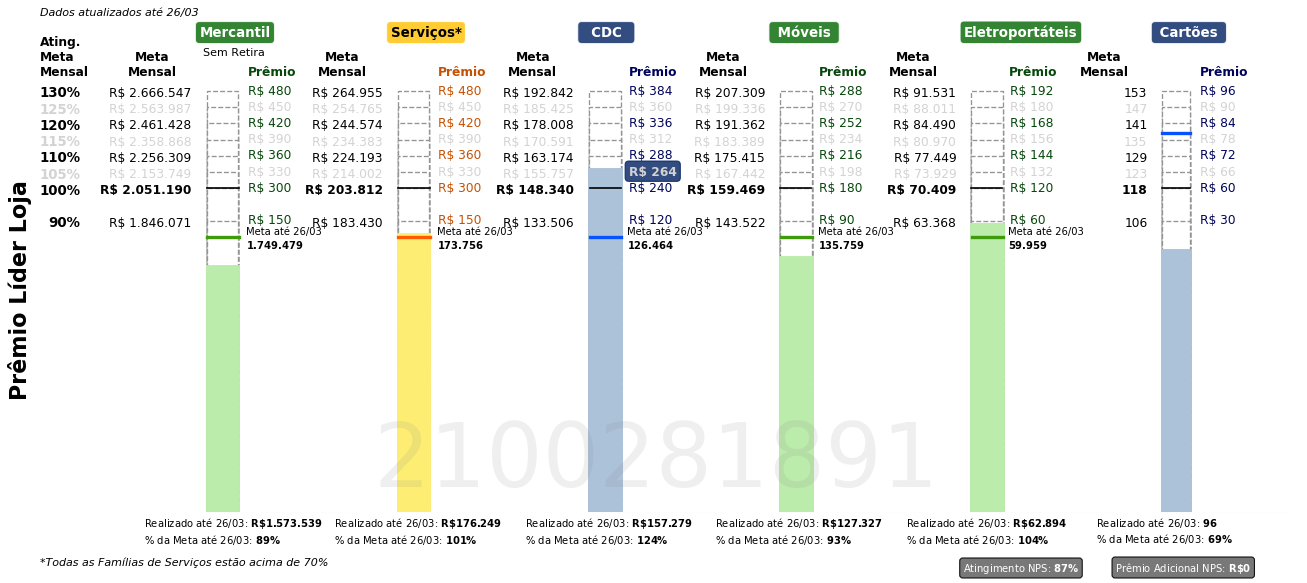 Dados atualizados até 26/03
Mercantil Serviços* CDC Móveis Eletroportáteis Cartões
Sem Retira
Ating. Meta Mensal Meta Mensal Prêmio Meta Mensal Prêmio Meta Mensal Prêmio Meta Mensal Prêmio Meta Mensal Prêmio Meta Mensal Prêmio
130% R$ 2.666.547 R$ 480 R$ 264.955 R$ 480 R$ 192.842 R$ 384 R$ 207.309 R$ 288 R$ 91.531 R$ 192 153 R$ 96
125% R$ 2.563.987 R$ 450 R$ 254.765 R$ 450 R$ 185.425 R$ 360 R$ 199.336 R$ 270 R$ 88.011 R$ 180 147 R$ 90
120% R$ 2.461.428 R$ 420 R$ 244.574 R$ 420 R$ 178.008 R$ 336 R$ 191.362 R$ 252 R$ 84.490 R$ 168 141 R$ 84
115% R$ 2.358.868 R$ 390 R$ 234.383 R$ 390 R$ 170.591 R$ 312 R$ 183.389 R$ 234 R$ 80.970 R$ 156 135 R$ 78
110% R$ 2.256.309 R$ 360 R$ 224.193 R$ 360 R$ 163.174 R$ 288 R$ 175.415 R$ 216 R$ 77.449 R$ 144 129 R$ 72
105% R$ 2.153.749 R$ 330 R$ 214.002 R$ 330 R$ 155.757 R$ 264 R$ 167.442 R$ 198 R$ 73.929 R$ 132 123 R$ 66
100% R$ 2.051.190 R$ 300 R$ 203.812 R$ 300 R$ 148.340 R$ 240 R$ 159.469 R$ 180 R$ 70.409 R$ 120 118 R$ 60
90% R$ 1.846.071 R$ 150 R$ 183.430 R$ 150 R$ 133.506 R$ 120 R$ 143.522 R$ 90 R$ 63.368 R$ 60 106 R$ 30
Meta até 26/03 Meta até 26/03 Meta até 26/03 Meta até 26/03 Meta até 26/03
1.749.479 173.756 126.464 135.759 59.959
Prêmio Líder Loja
21000281891
Realizado até 26/03: R$1.573.539 Realizado até 26/03: R$176.249 Realizado até 26/03: R$157.279 Realizado até 26/03: R$127.327 Realizado até 26/03: R$62.894 Realizado até 26/03: 96
% da Meta até 26/03: 89% % da Meta até 26/03: 101% % da Meta até 26/03: 124% % da Meta até 26/03: 93% % da Meta até 26/03: 104% % da Meta até 26/03: 69%
*Todas as Famílias de Serviços estão acima de 70%
Atingimento NPS: 87% Prêmio Adicional NPS: R$0